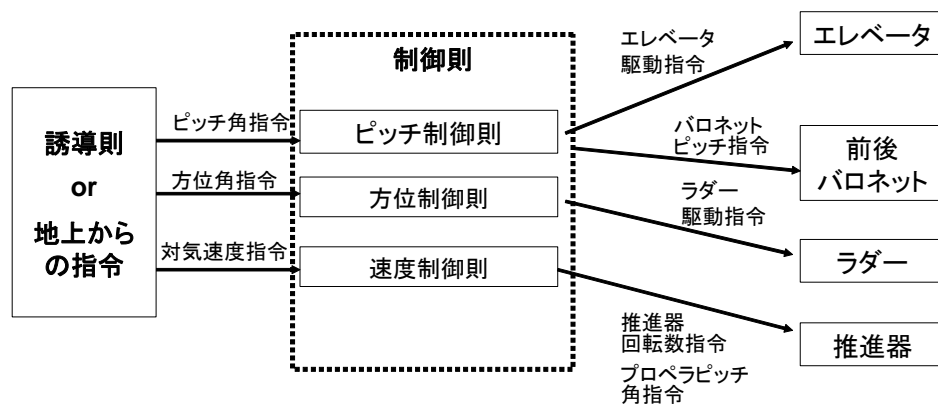 誘導則
or
地上から
の指令
ピッチ角指令
方位角指令
対気速度指令
制御則
ピッチ制御則
方位制御則
速度制御則
エレベータ
駆動指令
バロネット
ピッチ指令
ラダー
駆動指令
推進器
回転数指令
プロペラピッチ
角指令
エレベータ
前後
バロネット
ラダー
推進器